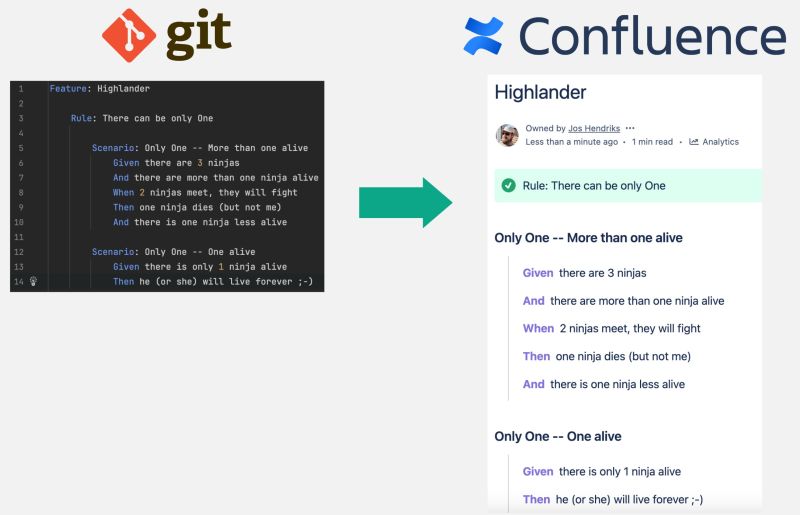 git
1 Feature: Highlander
2
3 Rule: There can be only One
4
5 Scenario: Only One -- More than one alive
6 Given there are 3 ninjas
7 And there are more than one ninja alive
8 When 2 ninjas meet, they will fight
9 Then one ninja dies (but not me)
10 And there is one ninja less alive
11
12 Scenario: Only One -- One alive
13 Given there is only 1 ninja alive
14 Then he (or she) will live forever ;-)
Confluence
Highlander
Owned by Jos Hendriks •••
Less than a minute ago • 1 min read • Analytics
Rule: There can be only One
Only One -- More than one alive
Given there are 3 ninjas
And there are more than one ninja alive
When 2 ninjas meet, they will fight
Then one ninja dies (but not me)
And there is one ninja less alive
Only One -- One alive
Given there is only 1 ninja alive
Then he (or she) will live forever ;-)